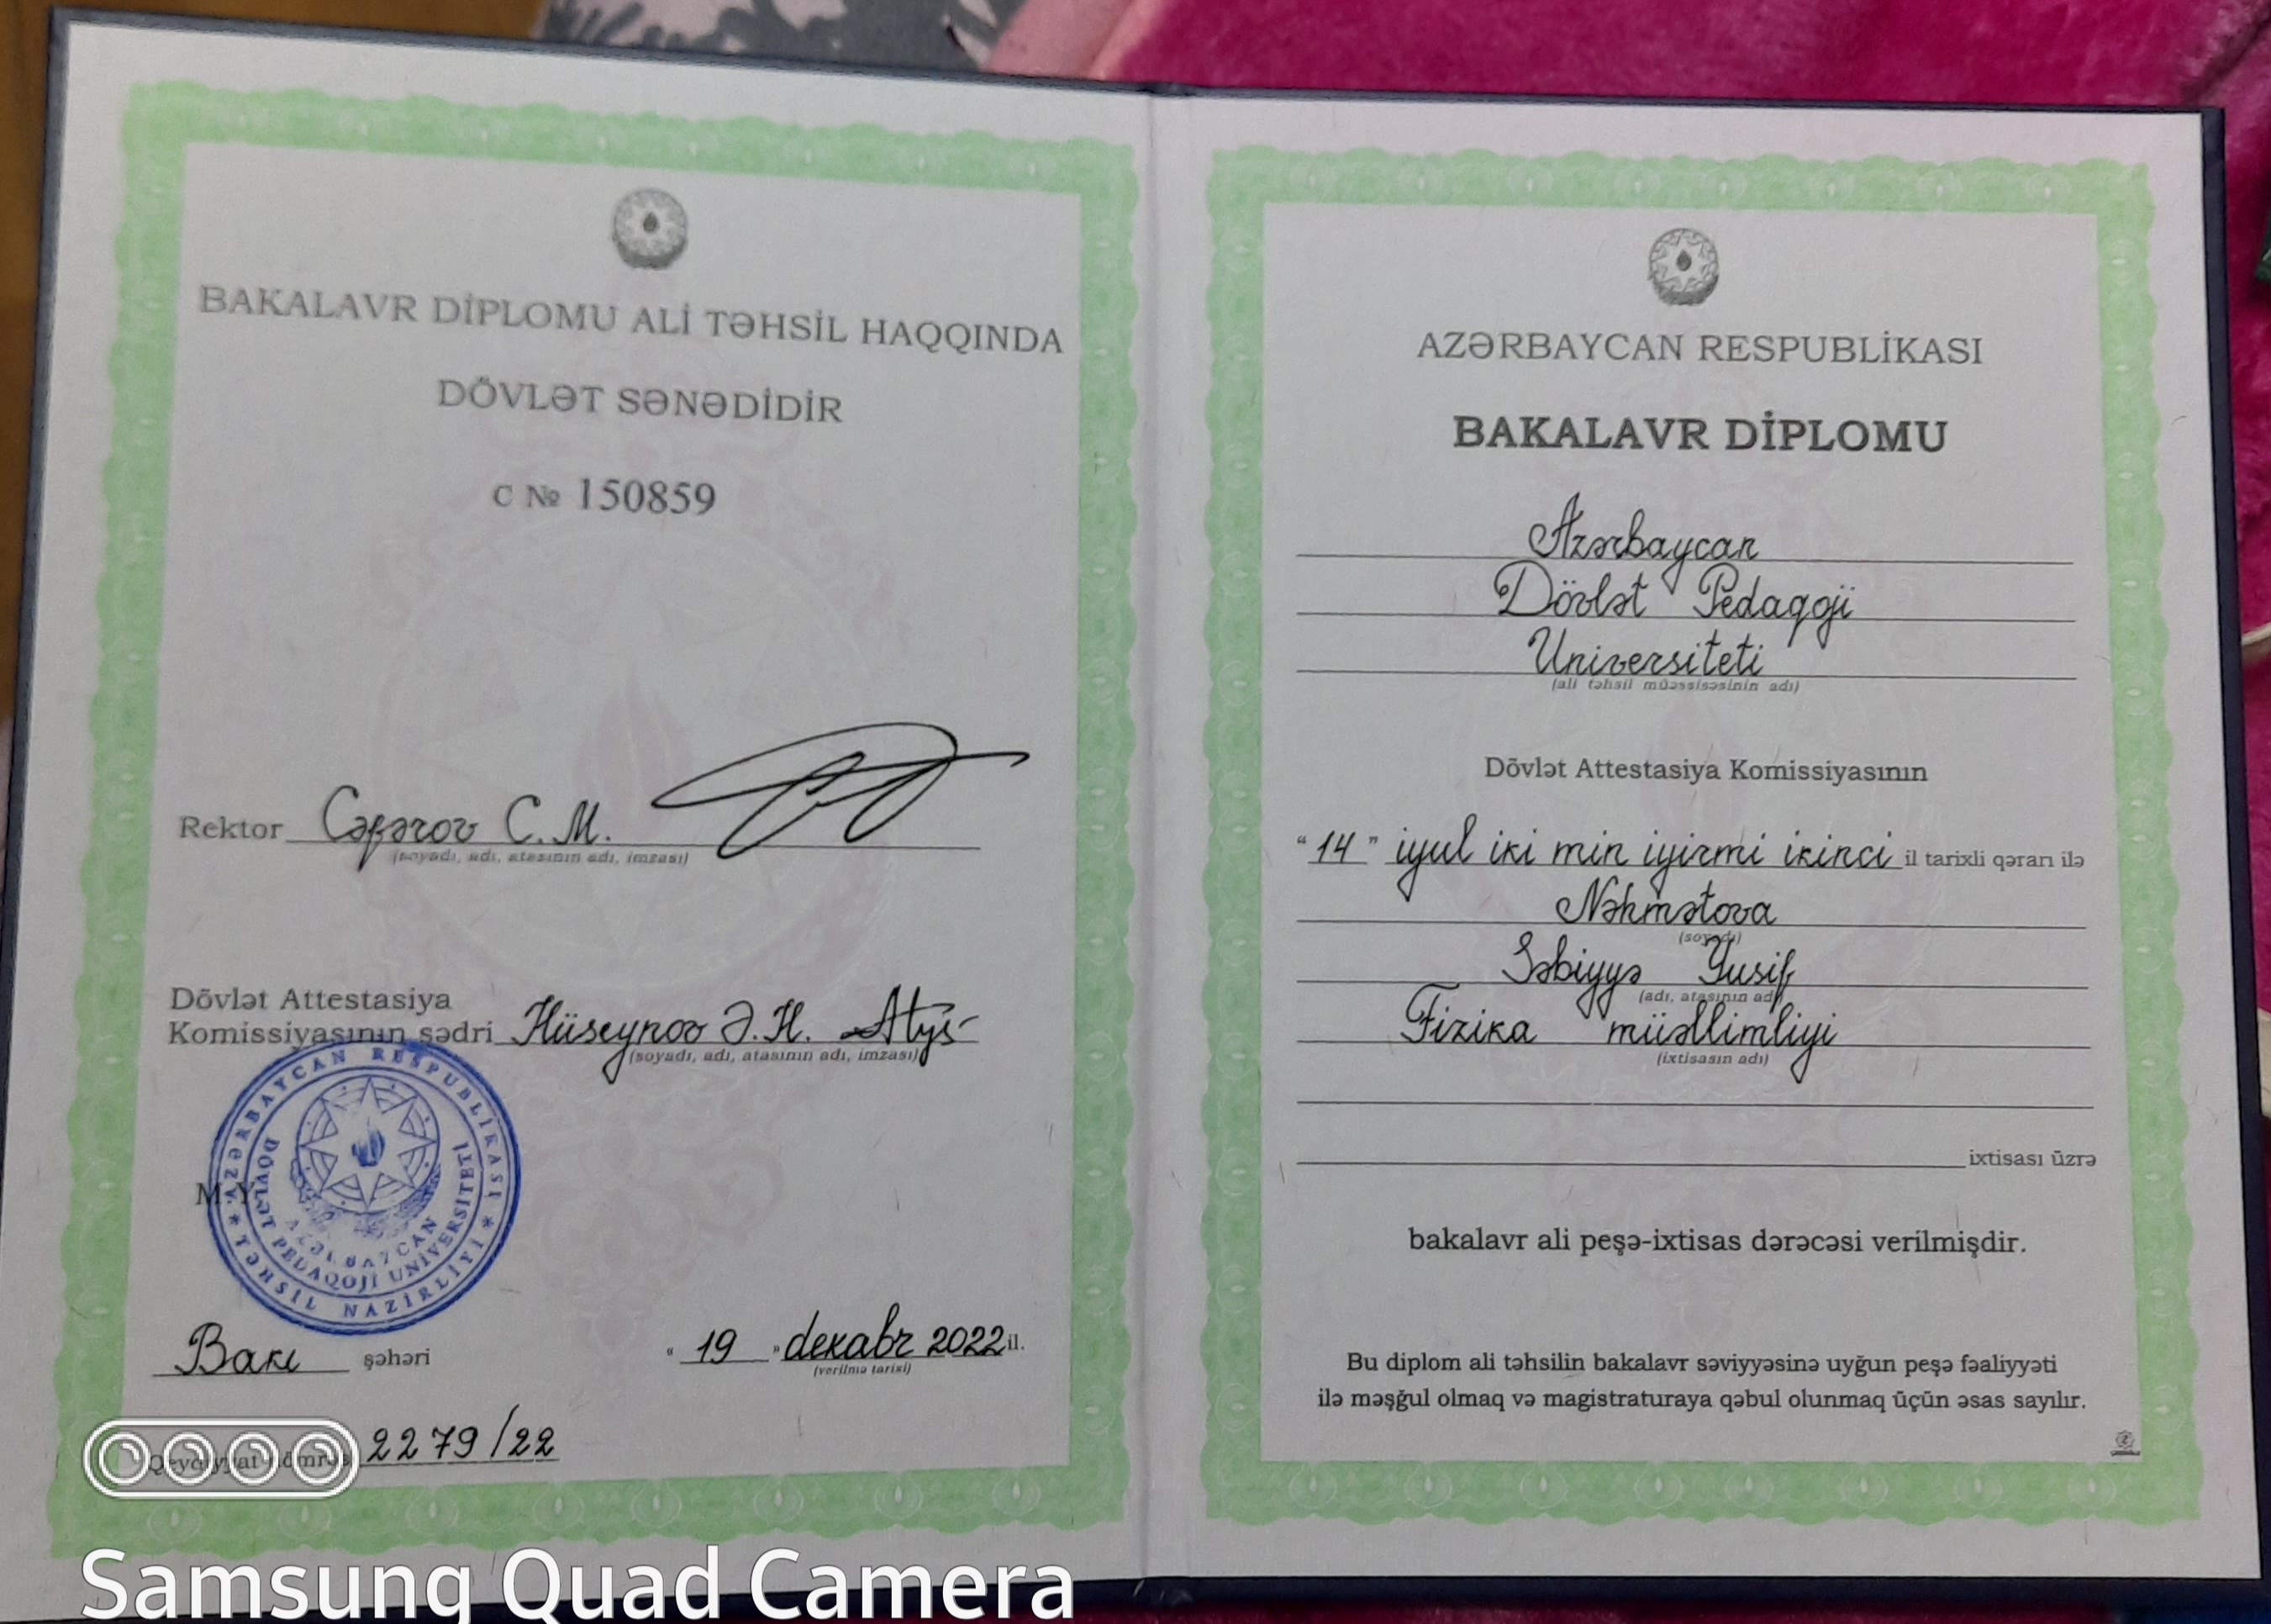 BAKALAVR DİPLOMU ALİ TƏHSİL HAQQINDA
DÖVLƏT SƏNƏDİDİR
C № 150859
Rektor Cəfərov C. M.
(soyadı, adı, atasının adı, imzası)
Dövlət Attestasiya
Komissiyasının sədri Hüseynov Ə. H.
(soyadı, adı, atasının adı, imzası)
AZƏRBAYCAN RESPUBLİKASI * TƏHSİL NAZİRLİYİ *
AZƏRBAYCAN DÖVLƏT PEDAQOJİ UNİVERSİTETİ
M.Y.
Bakı şəhəri
" 19 " dekabr 2022 il.
(verilmə tarixi)
Qeydiyyat nömrəsi 2279/22
AZƏRBAYCAN RESPUBLİKASI
BAKALAVR DİPLOMU
Azərbaycan
Dövlət Pedaqoji
Universiteti
(ali təhsil müəssisəsinin adı)
Dövlət Attestasiya Komissiyasının
" 14 " iyul iki min iyirmi ikinci il tarixli qərarı ilə
Nəhmətova
(soyadı)
Səbiyyə Yusif
(adı, atasının adı)
Fizika müəllimliyi
(ixtisasın adı)
ixtisası üzrə
bakalavr ali peşə-ixtisas dərəcəsi verilmişdir.
Bu diplom ali təhsilin bakalavr səviyyəsinə uyğun peşə fəaliyyəti
ilə məşğul olmaq və magistraturaya qəbul olunmaq üçün əsas sayılır.
Samsung Quad Camera